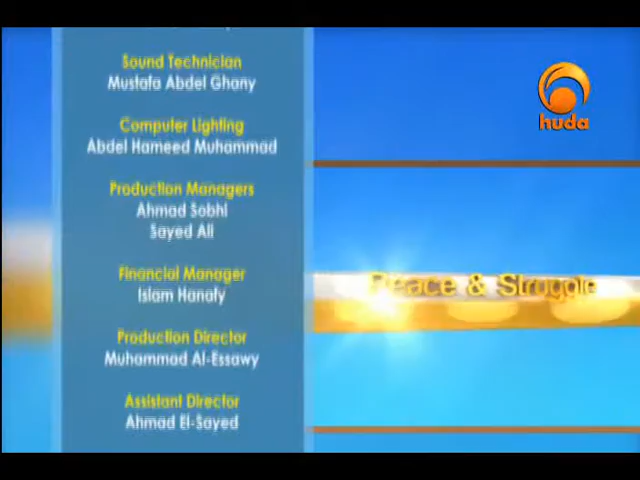 Sound Technician
Mustafa Abdel Ghany
Computer Lighting
Abdel Hameed Muhammad
Production Managers
Ahmad Sobhi
Sayed Ali
Financial Manager
Islam Hanafy
Production Director
Muhammad Al-Essawy
Assistant Director
Ahmad El-Sayed
huda
Peace & Struggle